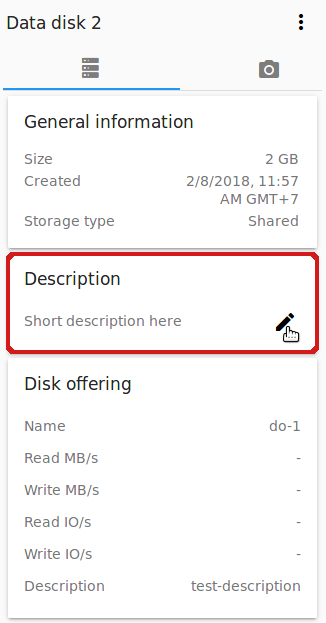 Data disk 2
General information
Size 2 GB
Created 2/8/2018, 11:57
AM GMT+7
Storage type Shared
Description
Short description here
Disk offering
Name do-1
Read MB/s -
Write MB/s -
Read IO/s -
Write IO/s -
Description test-description